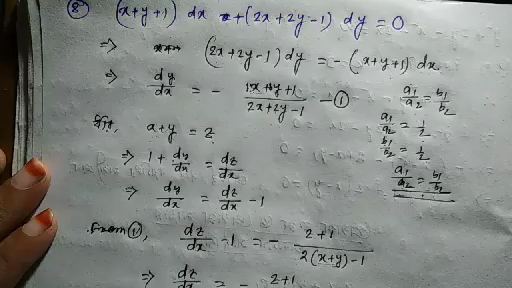 ⑧ (x+y+1) dx + (2x+2y-1) dy = 0
⇒ (2x+2y-1) dy = -(x+y+1) dx
⇒ dy/dx = - (x+y+1)/(2x+2y-1) —① a₁/a₂ = b₁/b₂
a₁/a₂ = 1/2
x+y = z
b₁/b₂ = 1/2
⇒ 1 + dy/dx = dz/dx
a₁/a₂ = b₁/b₂
⇒ dy/dx = dz/dx - 1
From ①, dz/dx - 1 = - (z+1)/(2(x+y)-1)
⇒ dz/dx = - z+1